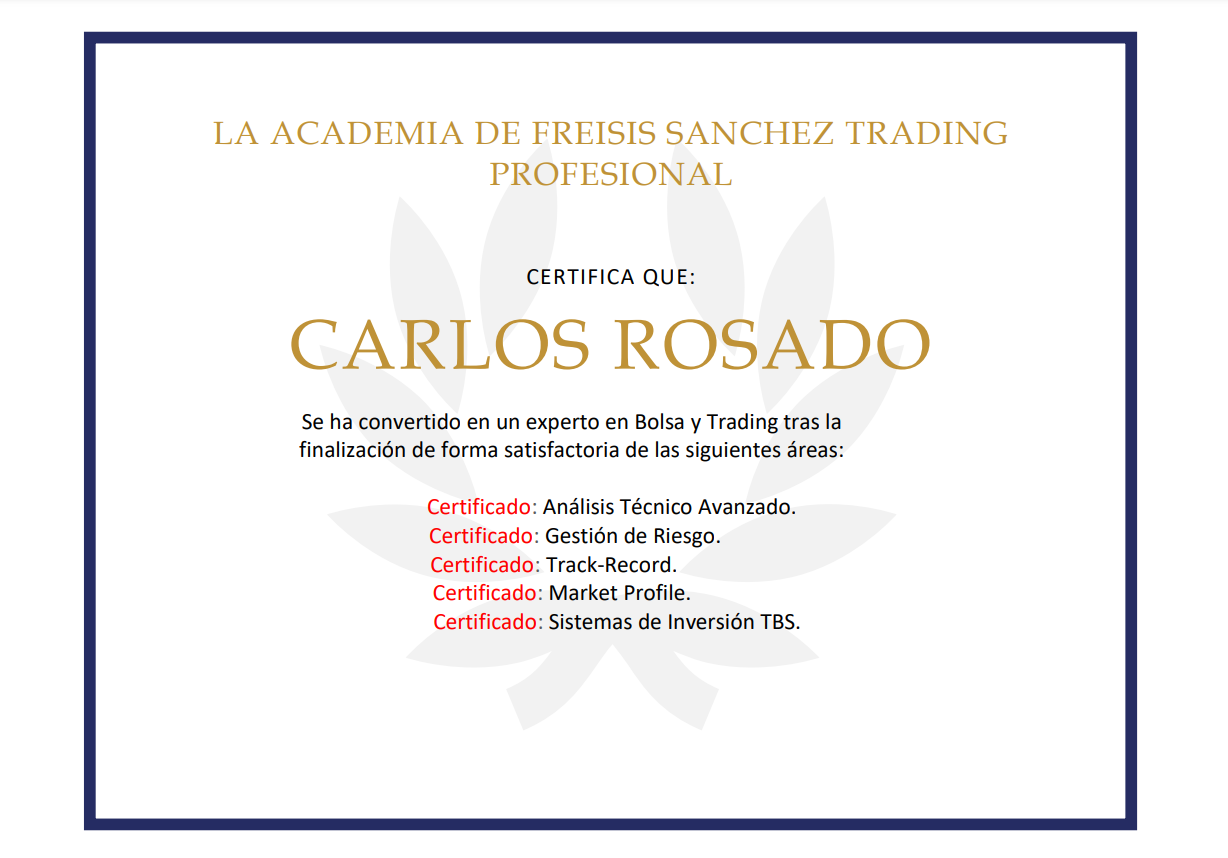 LA ACADEMIA DE FREISIS SANCHEZ TRADING
PROFESIONAL
CERTIFICA QUE:
CARLOS ROSADO
Se ha convertido en un experto en Bolsa y Trading tras la
finalización de forma satisfactoria de las siguientes áreas:
Certificado: Análisis Técnico Avanzado.
Certificado: Gestión de Riesgo.
Certificado: Track-Record.
Certificado: Market Profile.
Certificado: Sistemas de Inversión TBS.